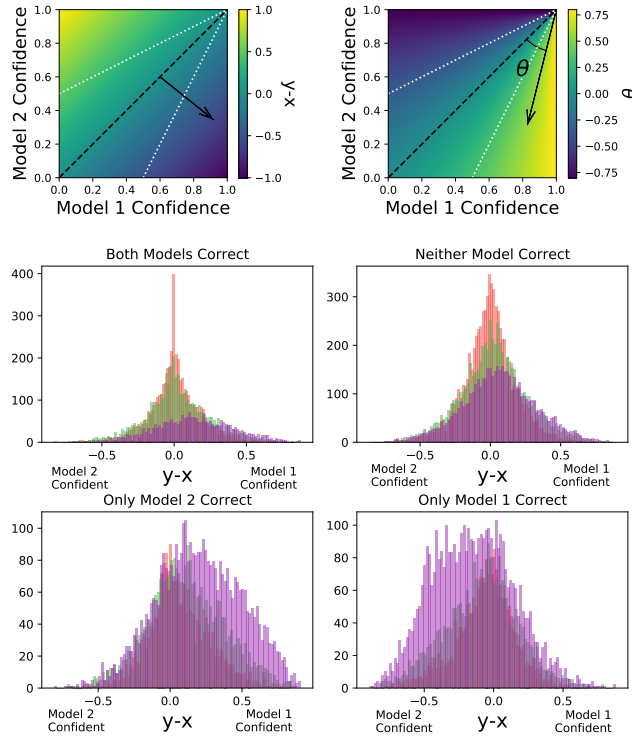 1.0
0.8
0.6
0.4
0.2
0.0
0.0 0.2 0.4 0.6 0.8 1.0
Model 1 Confidence
Model 2 Confidence
1.0
0.5
0.0
−0.5
−1.0
y-x
1.0
0.8
0.6
0.4
0.2
0.0
0.0 0.2 0.4 0.6 0.8 1.0
Model 1 Confidence
Model 2 Confidence
θ
0.75
0.50
0.25
0.00
−0.25
−0.50
−0.75
θ
Both Models Correct
400
300
200
100
0
−0.5 0.0 0.5
Model 2
Confident
y-x
Model 1
Confident
Neither Model Correct
300
200
100
0
−0.5 0.0 0.5
Model 2
Confident
y-x
Model 1
Confident
Only Model 2 Correct
100
80
60
40
20
0
−0.5 0.0 0.5
Model 2
Confident
y-x
Model 1
Confident
Only Model 1 Correct
100
80
60
40
20
0
−0.5 0.0 0.5
Model 2
Confident
y-x
Model 1
Confident